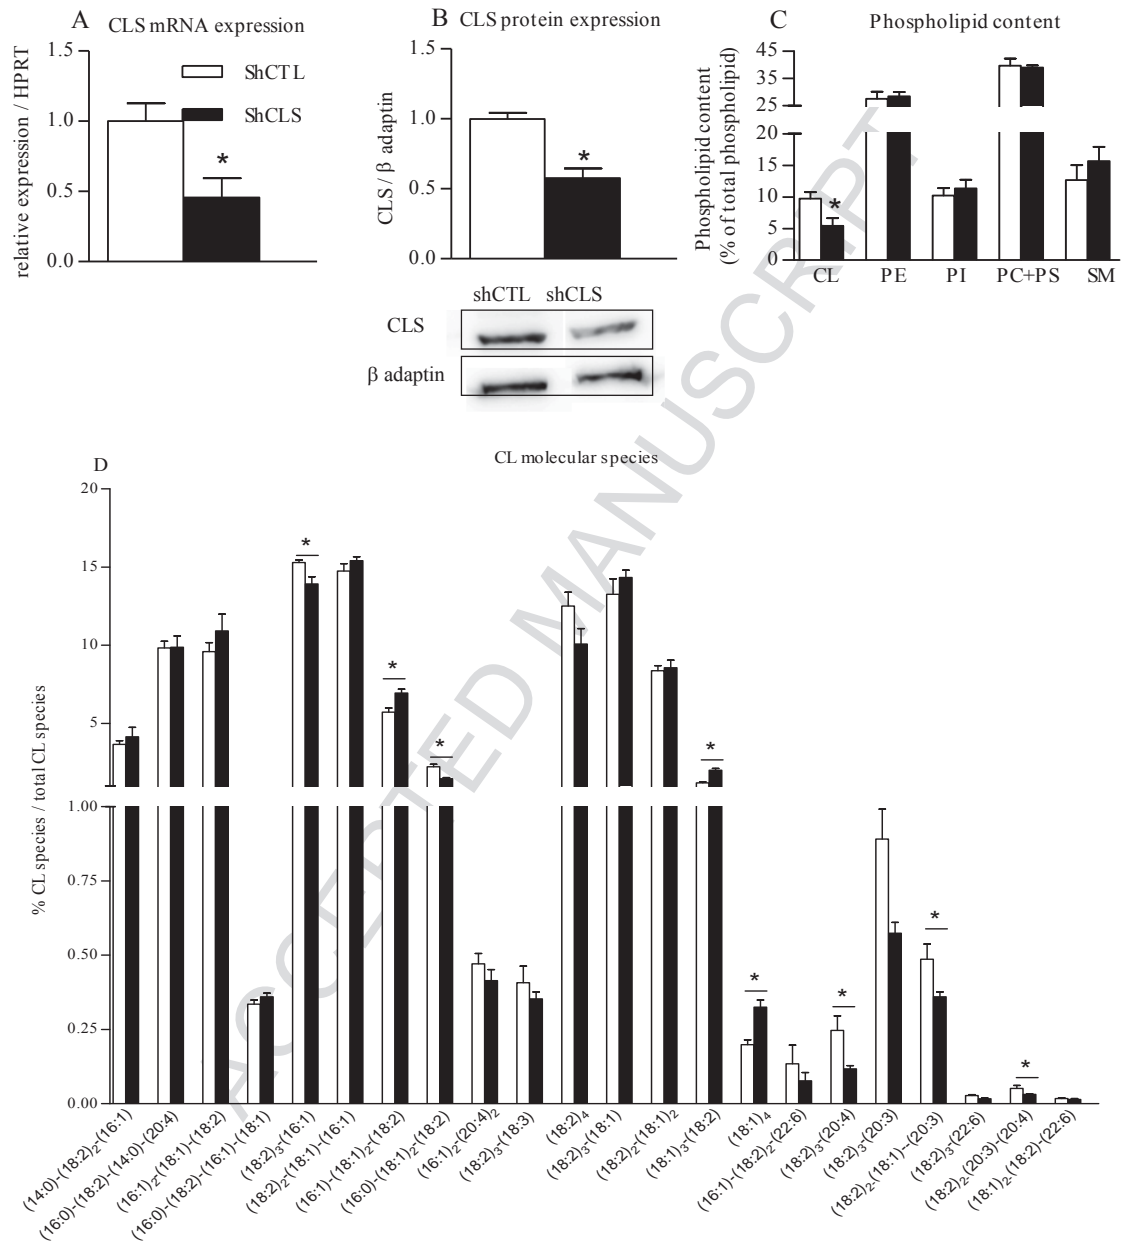 A
CLS mRNA expression
relative expression / HPRT
1.5
1.0
0.5
0.0
ShCTL
ShCLS
*
B
CLS protein expression
CLS / β adaptin
1.5
1.0
0.5
0.0
*
shCTL shCLS
CLS
β adaptin
C
Phospholipid content
Phospholipid content
(% of total phospholipid)
45
35
25
20
15
10
5
0
*
CL PE PI PC+PS SM
D
CL molecular species
% CL species / total CL species
20
15
10
5
1.00
0.75
0.50
0.25
0.00
* * * * * * * *
(14:0)-(18:2)₂-(16:1)
(16:0)-(18:2)-(14:0)-(20:4)
(16:1)₂-(18:1)-(18:2)
(16:0)-(18:2)-(16:1)-(18:1)
(18:2)₃-(16:1)
(18:2)₂-(18:1)-(16:1)
(16:1)-(18:1)₂-(18:2)
(16:0)-(18:1)₂-(18:2)
(16:1)₂-(20:4)₂
(18:2)₃-(18:3)
(18:2)₄
(18:2)₃-(18:1)
(18:2)₂-(18:1)₂
(18:1)₃-(18:2)
(18:1)₄
(16:1)-(18:2)₂-(22:6)
(18:2)₃-(20:4)
(18:2)₃-(20:3)
(18:2)₂-(18:1)-(20:3)
(18:2)₃-(22:6)
(18:2)₂-(20:3)-(20:4)
(18:1)₂-(18:2)-(22:6)
ACCEPTED MANUSCRIPT